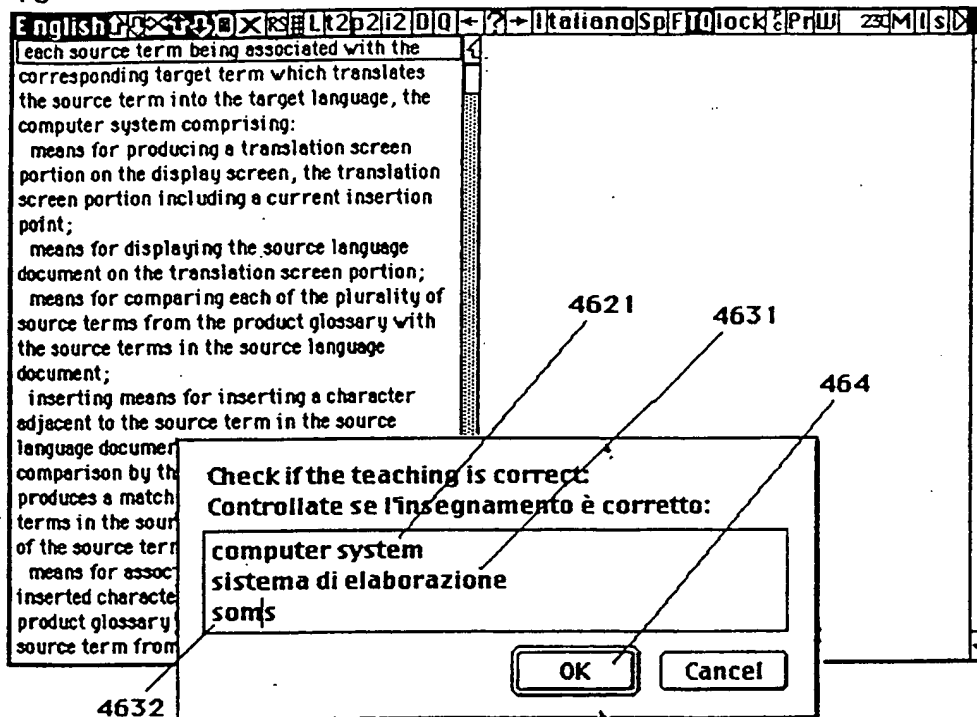 English Lt2p2i2DQ ← ? → Italiano Sp F TO lock Pr W 230 M I s
each source term being associated with the
corresponding target term which translates
the source term into the target language, the
computer system comprising:
means for producing a translation screen
portion on the display screen, the translation
screen portion including a current insertion
point;
means for displaying the source language
document on the translation screen portion;
means for comparing each of the plurality of
source terms from the product glossary with
the source terms in the source language
document;
inserting means for inserting a character
adjacent to the source term in the source
language documen
comparison by th
produces a match
terms in the sour
of the source terr
means for assoc
inserted characte
product glossary
source term from
4621
4631
464
Check if the teaching is correct:
Controllate se l'insegnamento è corretto:
computer system
sistema di elaborazione
soms
OK
Cancel
4632